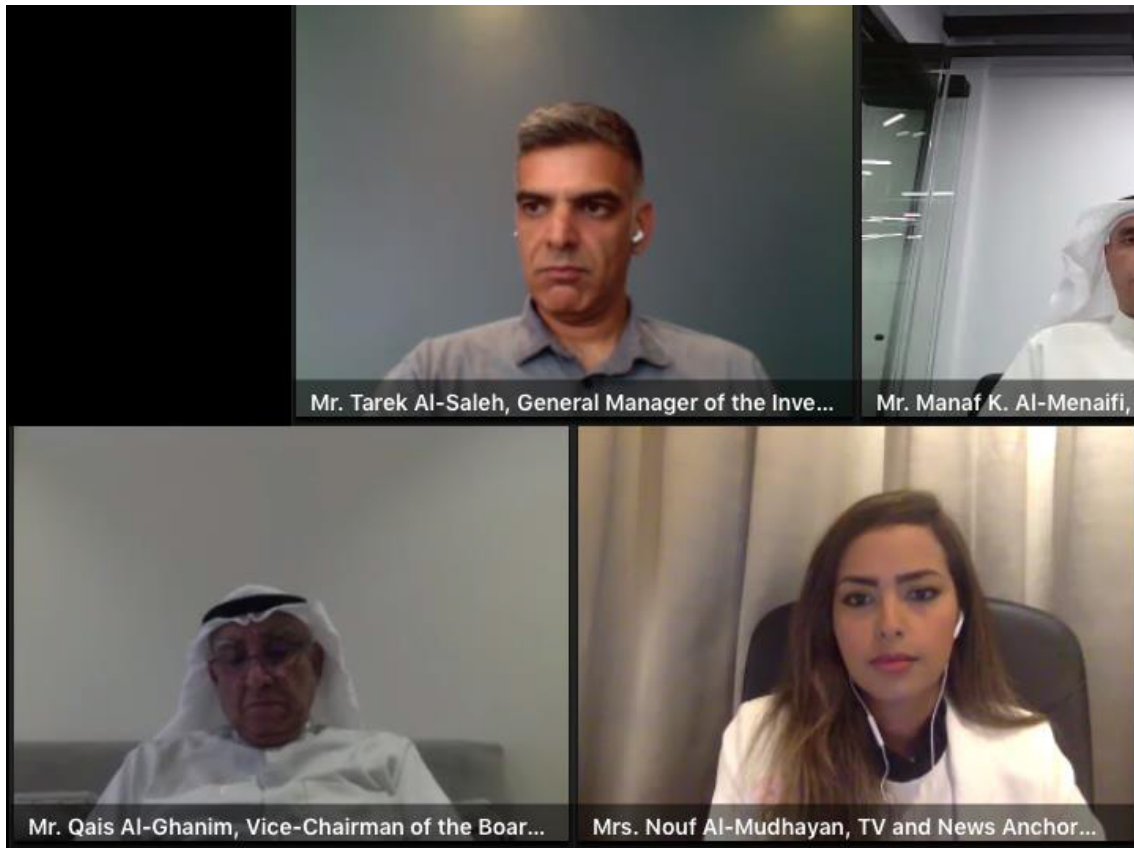 Mr. Tarek Al-Saleh, General Manager of the Inve...
Mr. Manaf K. Al-Menaifi,
Mr. Qais Al-Ghanim, Vice-Chairman of the Boar...
Mrs. Nouf Al-Mudhayan, TV and News Anchor...